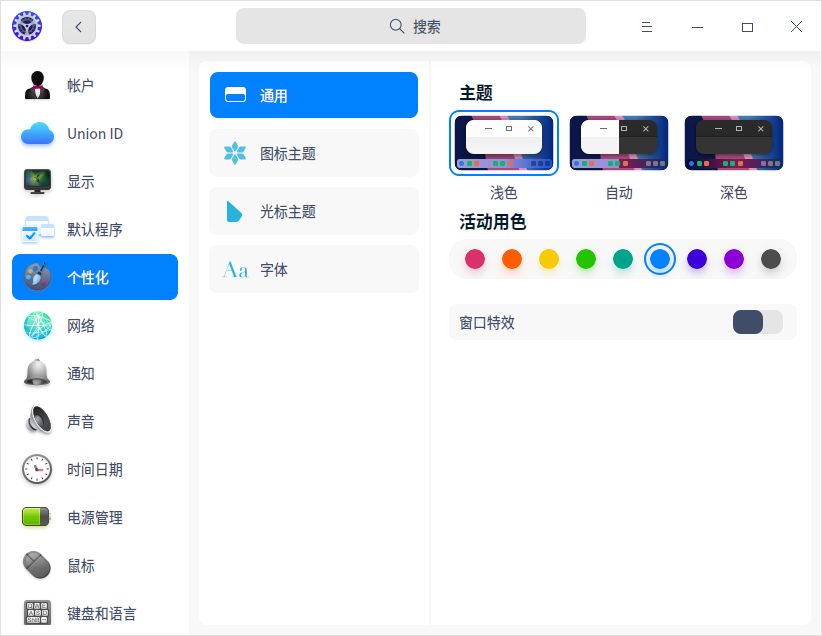 搜索
帐户
Union ID
显示
默认程序
个性化
网络
通知
声音
时间日期
电源管理
鼠标
键盘和语言
通用
图标主题
光标主题
Aa 字体
主题
浅色 自动 深色
活动用色
窗口特效